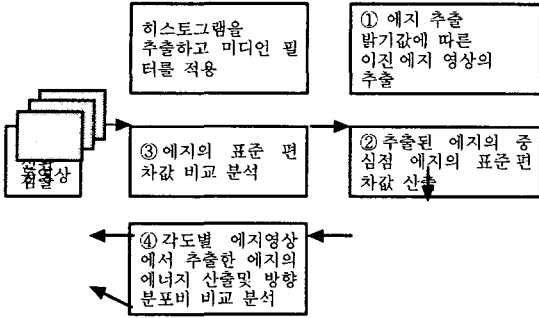 히스토그램을
추출하고 미디언 필
터를 적용
① 에지 추출
밝기값에 따른
이진 에지 영상의
추출
③ 에지의 표준 편
차값 비교 분석
② 추출된 에지의 중
심점 에지의 표준 편
차값 산출
④ 각도별 에지영상
에서 추출한 에지의
에너지 산출및 방향
분포비 비교 분석